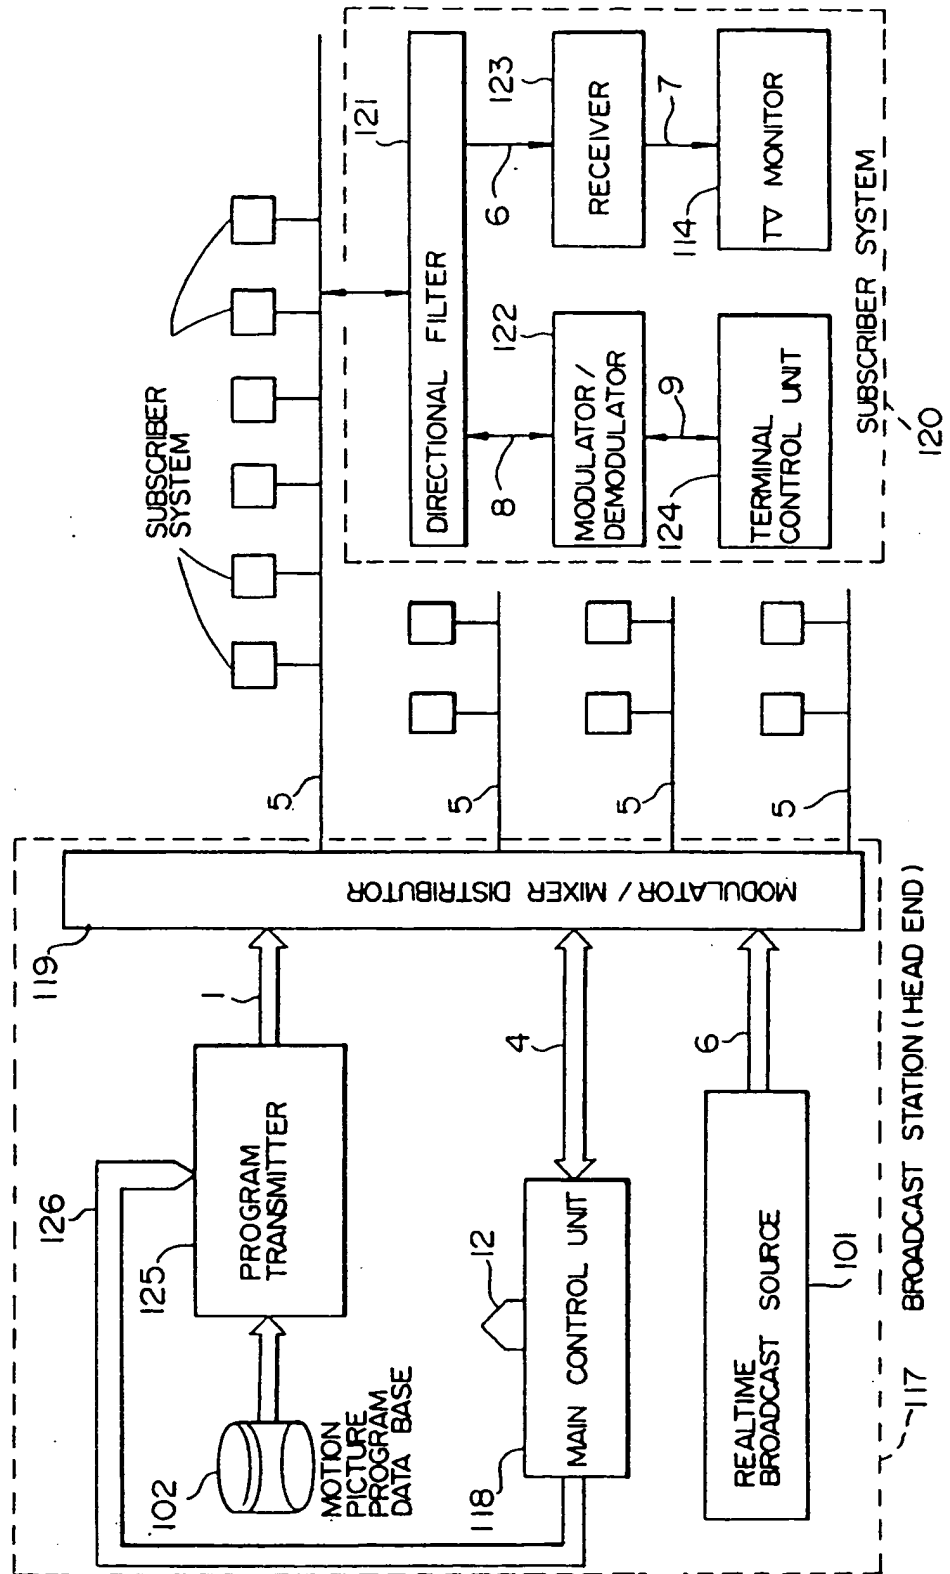 126
119
125
PROGRAM
TRANSMITTER
1
102
MOTION
PICTURE
PROGRAM
DATA BASE
12
118
MAIN CONTROL UNIT
4
REALTIME
BROADCAST SOURCE
101
6
MODULATOR / MIXER DISTRIBUTOR
117
BROADCAST STATION (HEAD END)
5
5
5
5
SUBSCRIBER
SYSTEM
121
DIRECTIONAL FILTER
8
6
122
MODULATOR /
DEMODULATOR
123
RECEIVER
9
7
124
TERMINAL
CONTROL UNIT
114
TV MONITOR
SUBSCRIBER SYSTEM
120